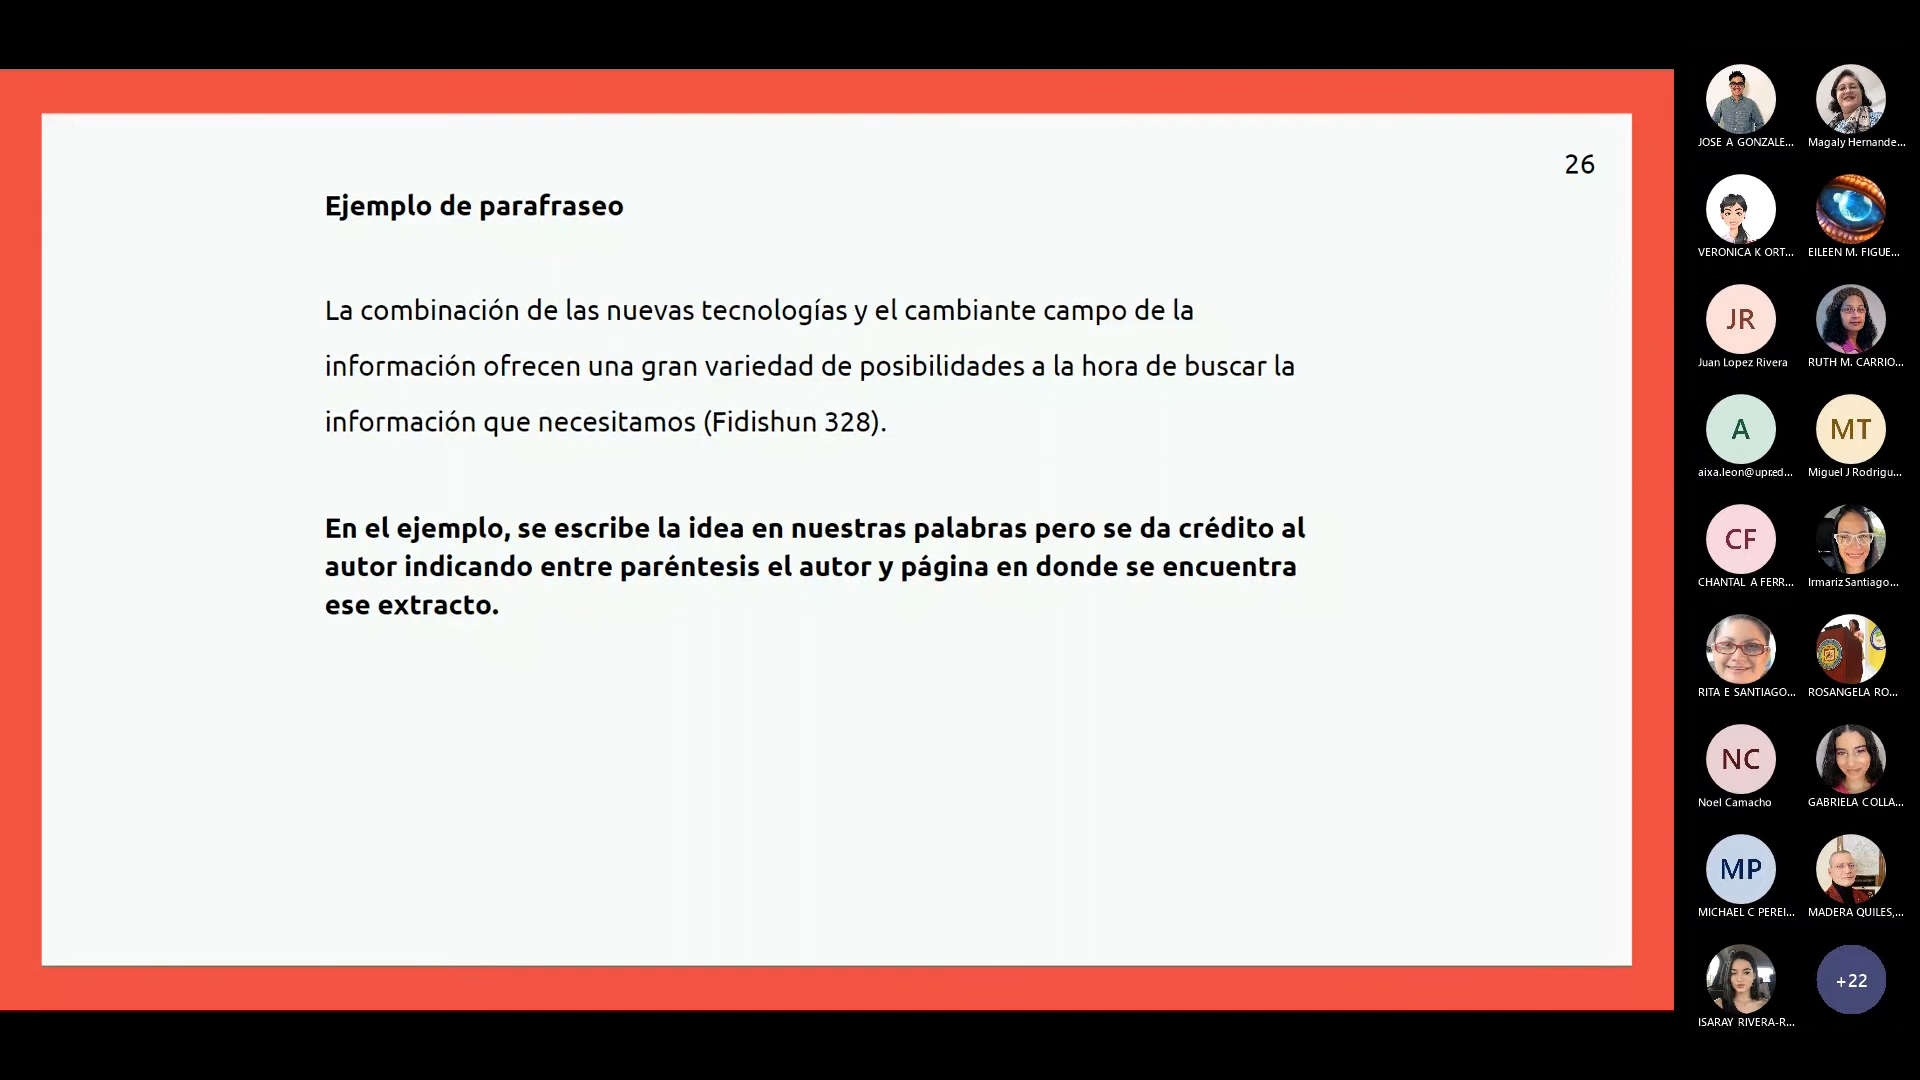 26
Ejemplo de parafraseo
La combinación de las nuevas tecnologías y el cambiante campo de la
información ofrecen una gran variedad de posibilidades a la hora de buscar la
información que necesitamos (Fidishun 328).
En el ejemplo, se escribe la idea en nuestras palabras pero se da crédito al
autor indicando entre paréntesis el autor y página en donde se encuentra
ese extracto.
JOSE A GONZALE...
Magaly Hernande...
VERONICA K ORT...
EILEEN M. FIGUE...
JR
Juan Lopez Rivera
RUTH M. CARRIO...
A
aixa.leon@upr.ed...
MT
Miguel J Rodrigu...
CF
CHANTAL A FERR...
Irmariz Santiago...
RITA E SANTIAGO...
ROSANGELA RO...
NC
Noel Camacho
GABRIELA COLLA...
MP
MICHAEL C PEREI...
MADERA QUILES,...
ISARAY RIVERA-R...
+22